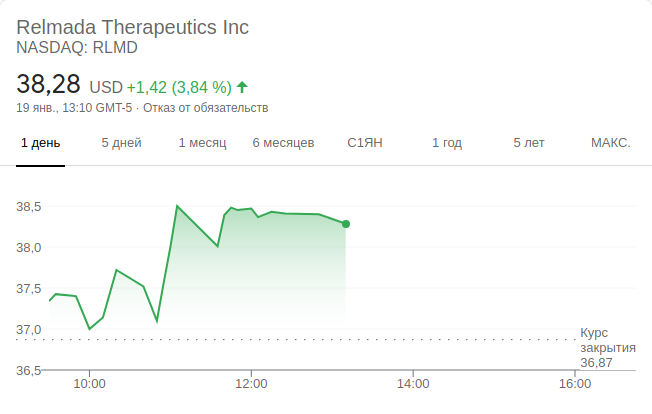 Relmada Therapeutics Inc
NASDAQ: RLMD
38,28 USD +1,42 (3,84 %)
19 янв., 13:10 GMT-5 · Отказ от обязательств
1 день 5 дней 1 месяц 6 месяцев С1ЯН 1 год 5 лет МАКС.
38,5
38,0
37,5
37,0
36,5
Курс
закрытия
36,87
10:00 12:00 14:00 16:00